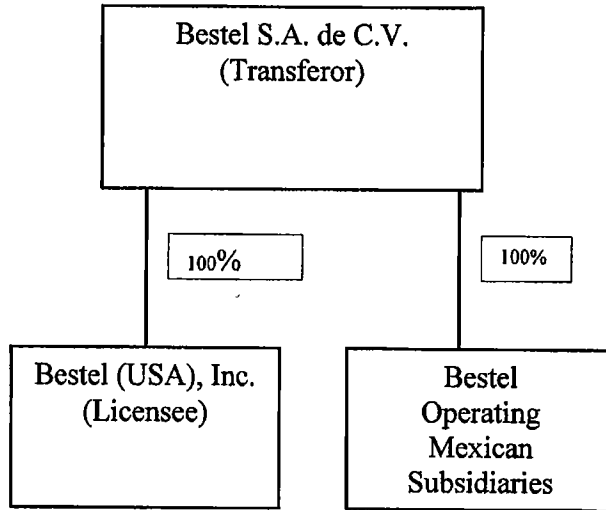 Bestel S.A. de C.V.
(Transferor)
100%
100%
Bestel (USA), Inc.
(Licensee)
Bestel
Operating
Mexican
Subsidiaries